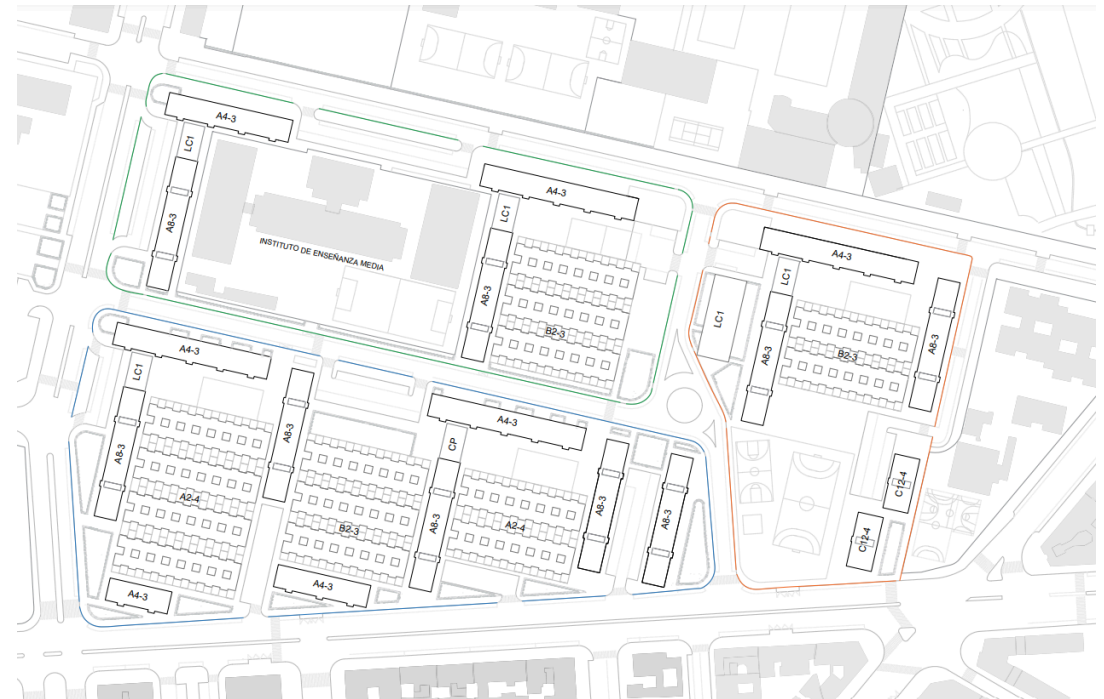 A4-3
LC1
A8-3
INSTITUTO DE ENSEÑANZA MEDIA
A4-3
LC1
A8-3
B2-3
A4-3
LC1
LC1
A8-3
B2-3
A8-3
C12-4
C12-4
A4-3
LC1
A8-3
A2-4
A4-3
A8-3
B2-3
A4-3
A4-3
CP
A8-3
A2-4
A8-3
A8-3